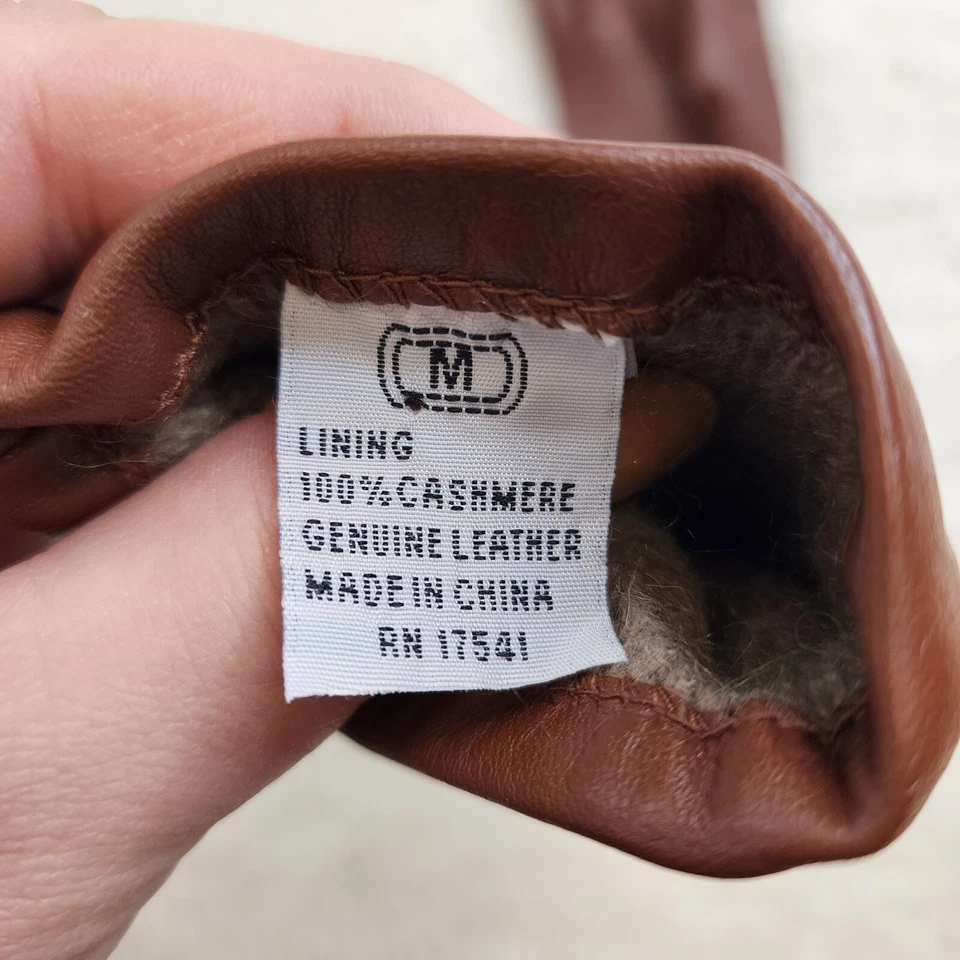 M
LINING
100%CASHMERE
GENUINE LEATHER
MADE IN CHINA
RN 17541